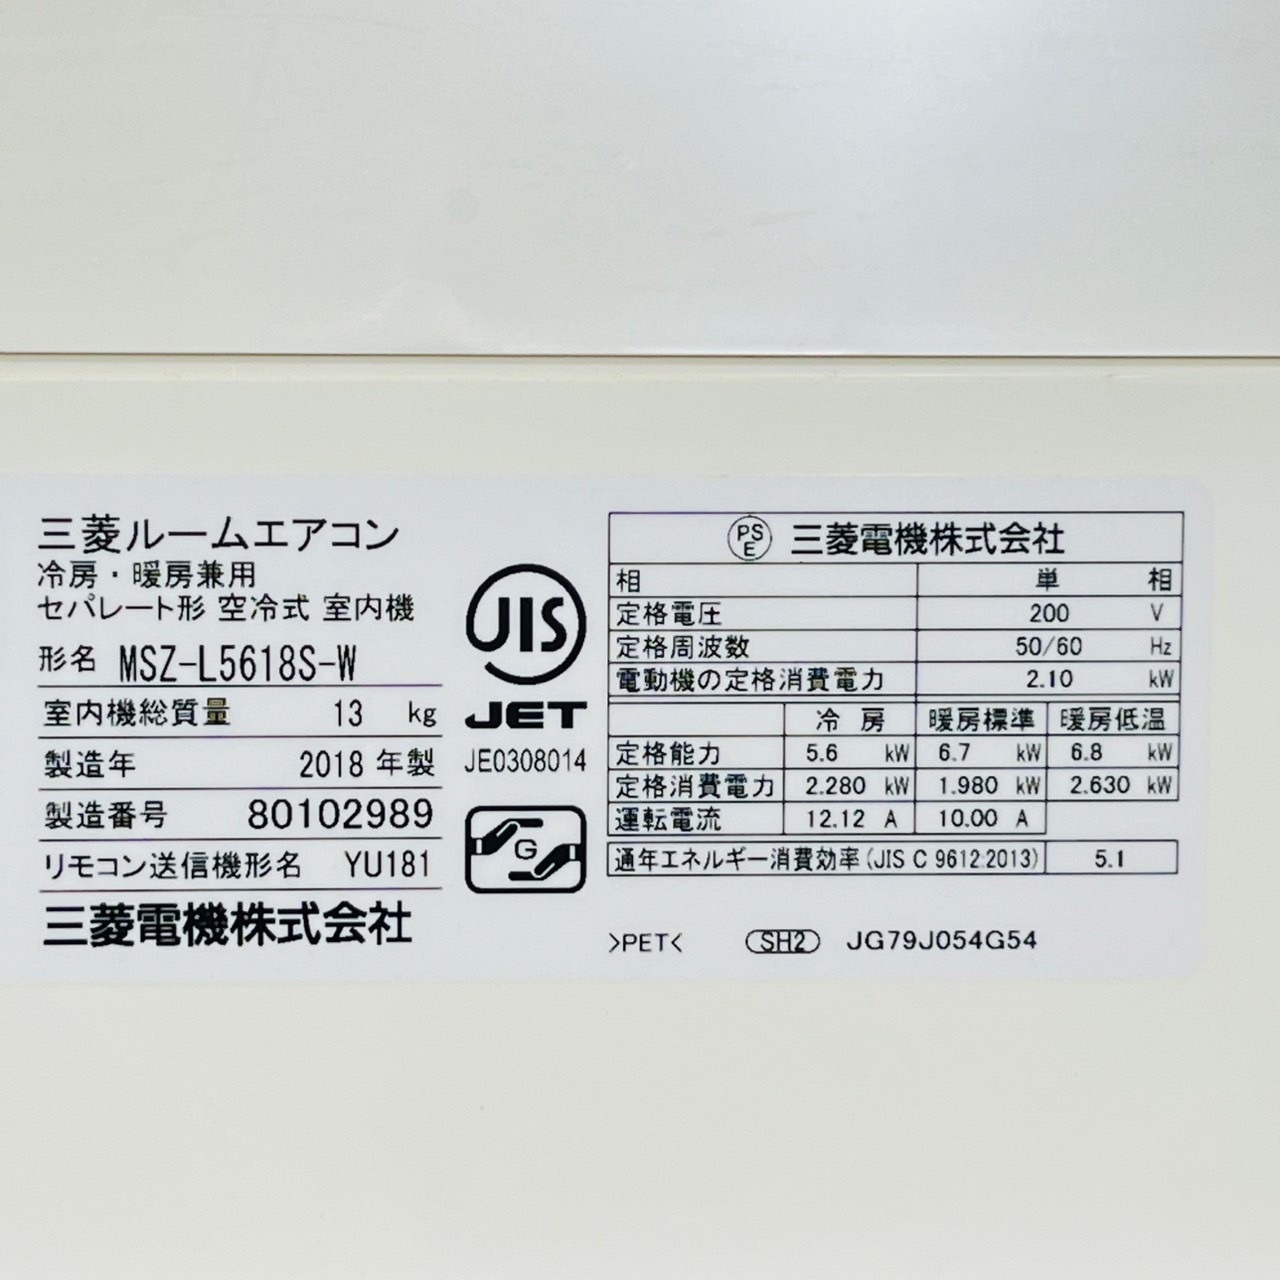 三菱ルームエアコン
冷房・暖房兼用
セパレート形 空冷式 室内機
形名 MSZ-L5618S-W
室内機総質量 13 kg
製造年 2018 年製
製造番号 80102989
リモコン送信機形名 YU181
三菱電機株式会社
JIS
JET
JE0308014
G
PS
E
三菱電機株式会社
相 単 相
定格電圧 200 V
定格周波数 50/60 Hz
電動機の定格消費電力 2.10 kW
冷 房 暖房標準 暖房低温
定格能力 5.6 kW 6.7 kW 6.8 kW
定格消費電力 2.280 kW 1.980 kW 2.630 kW
運転電流 12.12 A 10.00 A
通年エネルギー消費効率(JIS C 9612:2013) 5.1
>PET< SH2 JG79J054G54